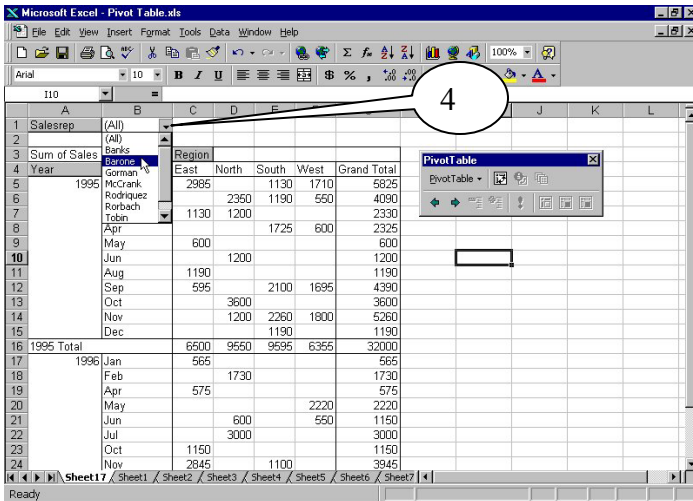 Microsoft Excel - Pivot Table.xls
File Edit View Insert Format Tools Data Window Help
100%
Arial 10 B I U $ % ,
I10 =
4
A B C D J K L
1 Salesrep (All)
2 (All)
3 Sum of Sales Banks Region
4 Year Barone East North South West Grand Total
Gorman
5 1995 McCrank 2985 1130 1710 5825
6 Rodriquez 2350 1190 550 4090
Rorbach
7 Tobin 1130 1200 2330
8 Apr 1725 600 2325
9 May 600 600
10 Jun 1200 1200
11 Aug 1190 1190
12 Sep 595 2100 1695 4390
13 Oct 3600 3600
14 Nov 1200 2260 1800 5260
15 Dec 1190 1190
16 1995 Total 6500 9550 9595 6355 32000
17 1996 Jan 565 565
18 Feb 1730 1730
19 Apr 575 575
20 May 2220 2220
21 Jun 600 550 1150
22 Jul 3000 3000
23 Oct 1150 1150
24 Nov 2845 1100 3945
PivotTable
PivotTable
Sheet17 Sheet1 Sheet2 Sheet3 Sheet4 Sheet5 Sheet6 Sheet7
Ready